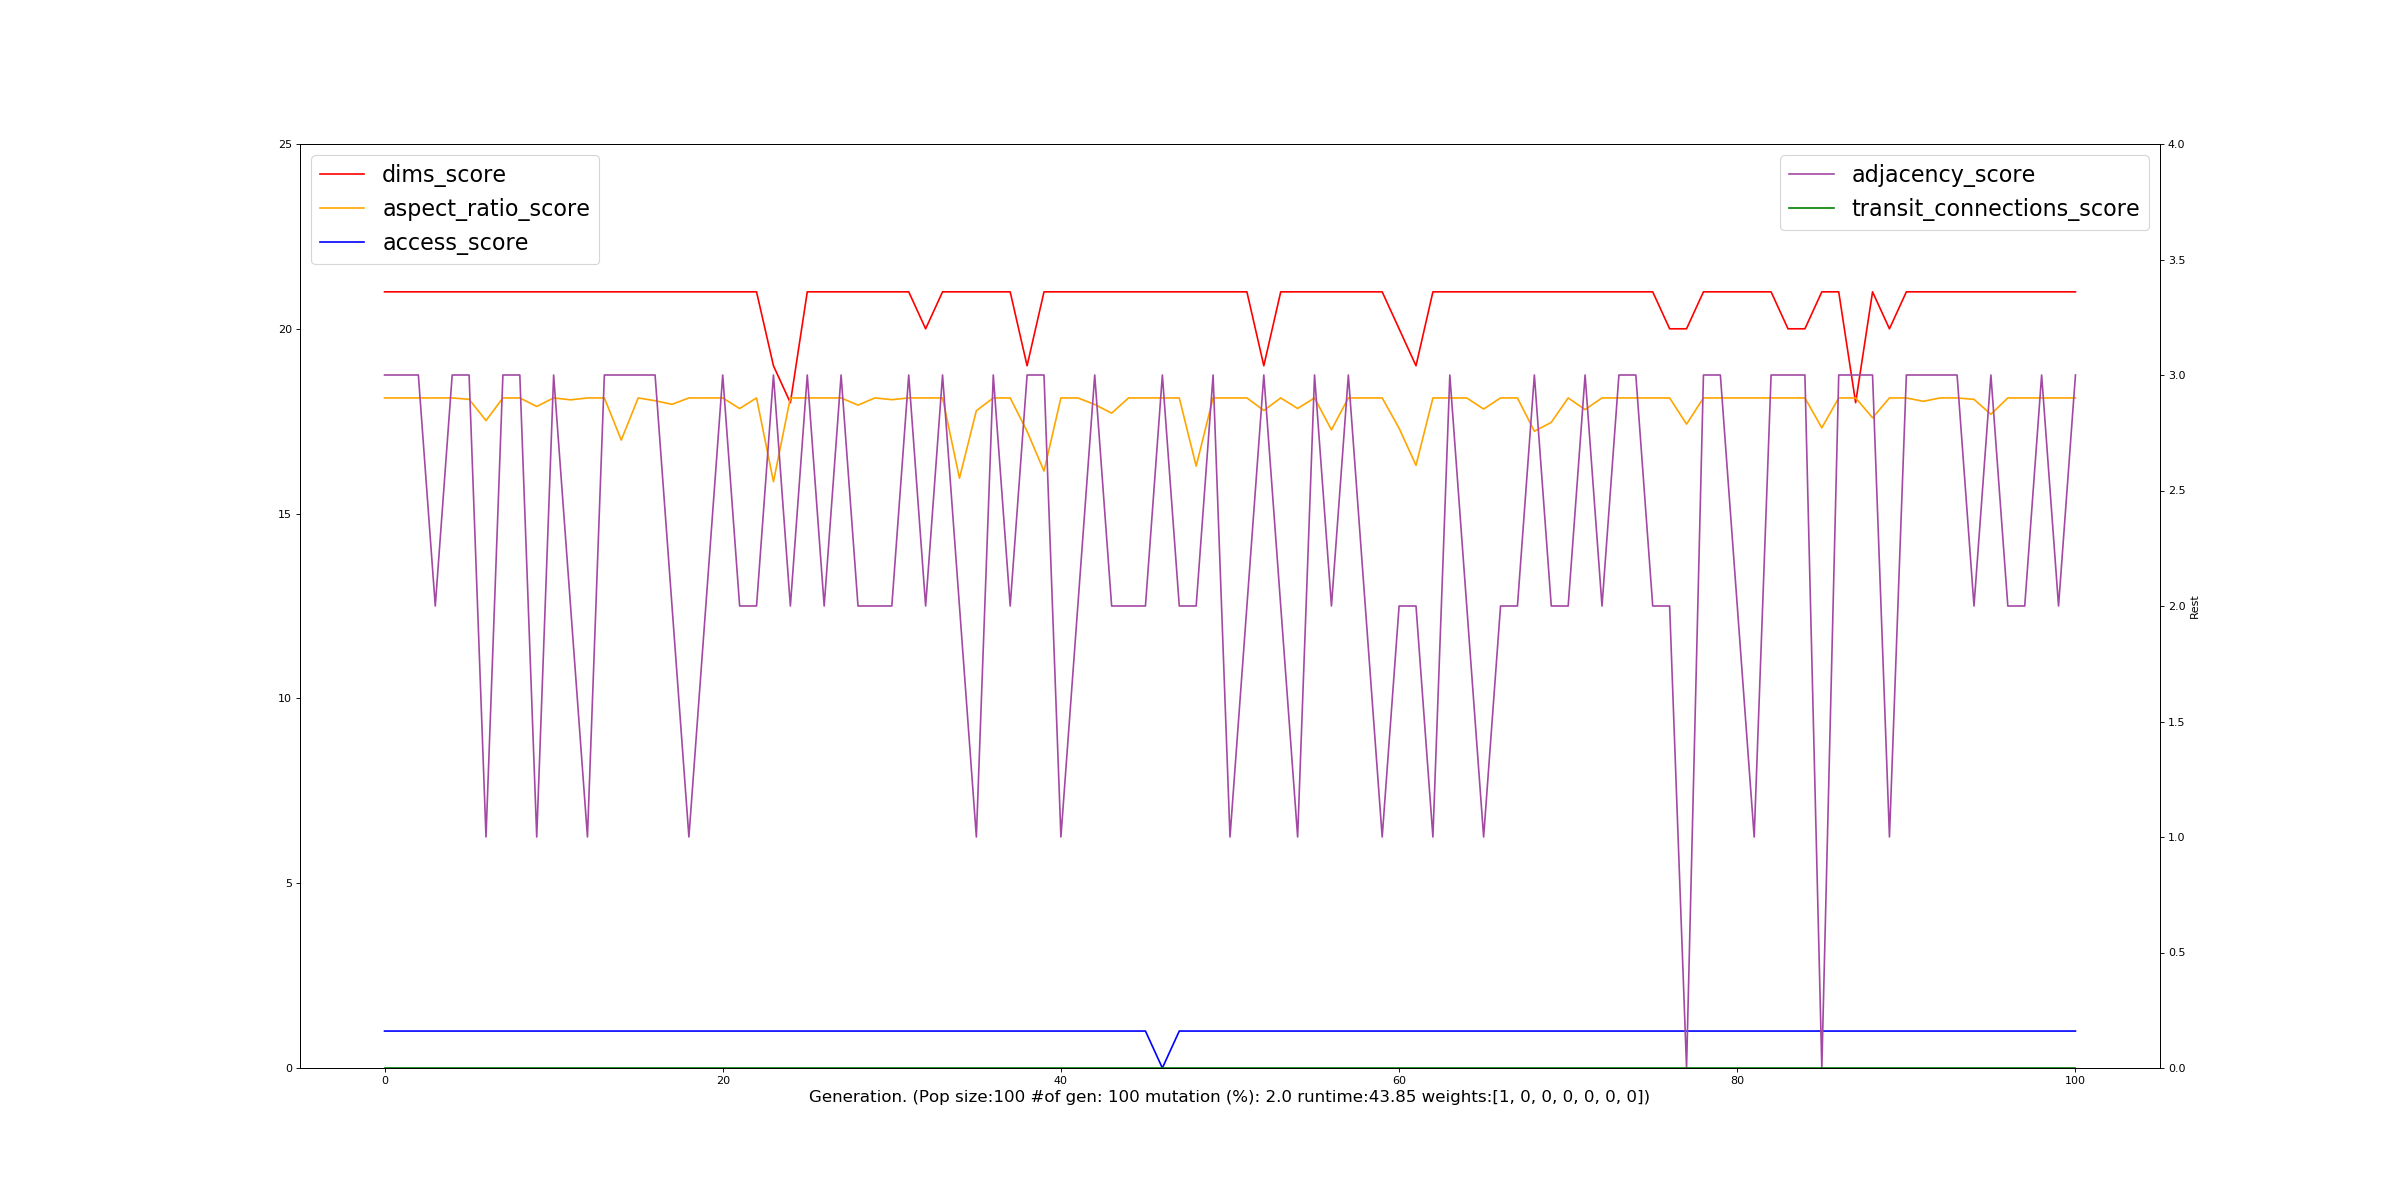 dims_score
aspect_ratio_score
access_score
adjacency_score
transit_connections_score
25
20
15
10
5
0
4.0
3.5
3.0
2.5
2.0
1.5
1.0
0.5
0.0
Rest
0 20 40 60 80 100
Generation. (Pop size:100 #of gen: 100 mutation (%): 2.0 runtime:43.85 weights:[1, 0, 0, 0, 0, 0, 0])